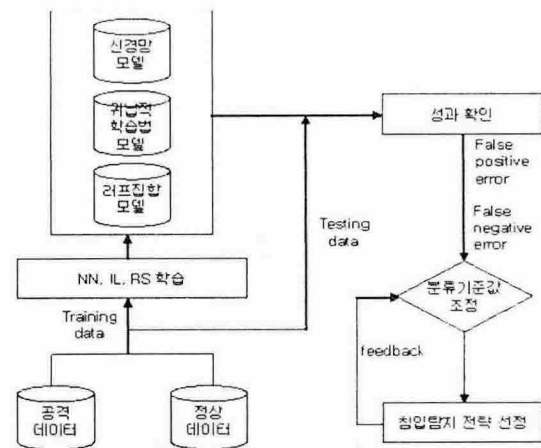 신경망
모델
귀납적
학습법
모델
러프집합
모델
성과 확인
False
positive
error
False
negative
error
Testing
data
NN, IL, RS 학습
Training
data
분류기준값
조정
feedback
공격
데이터
정상
데이터
침입탐지 전략 선정